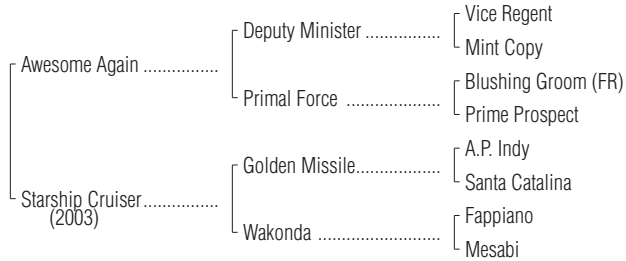 Awesome Again ................
Deputy Minister ................
Vice Regent
Mint Copy
Primal Force ....................
Blushing Groom (FR)
Prime Prospect
Starship Cruiser ................
(2003)
Golden Missile..................
A.P. Indy
Santa Catalina
Wakonda ..........................
Fappiano
Mesabi